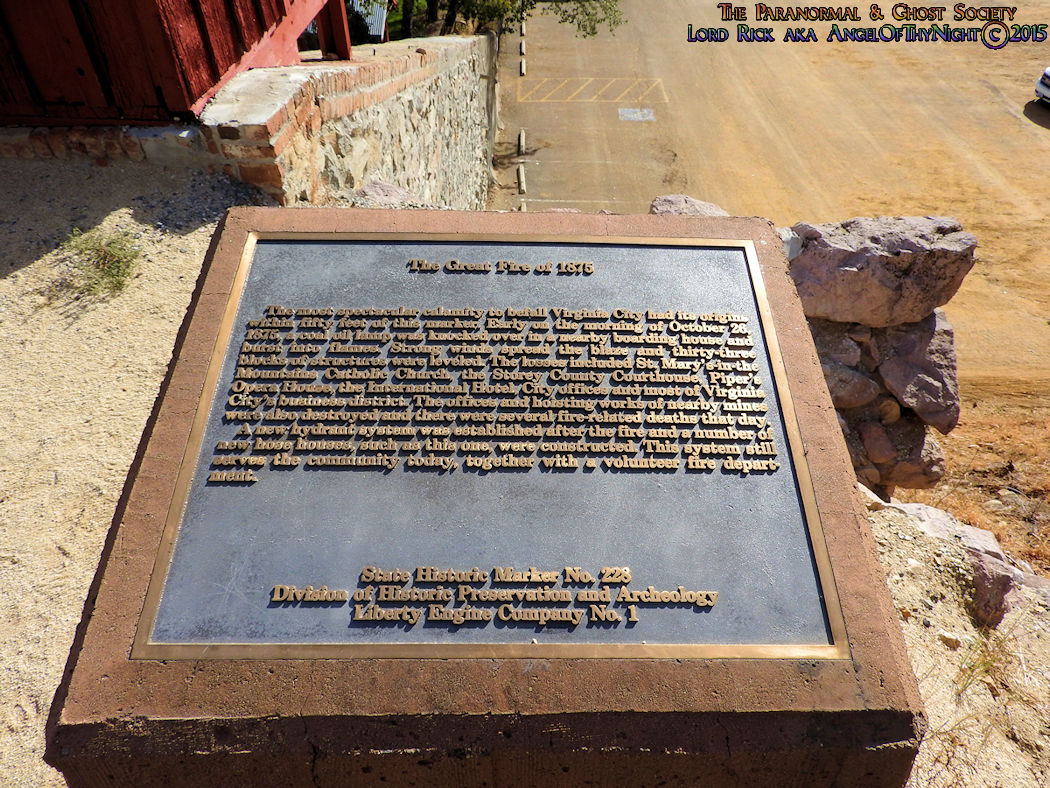 The Paranormal & Ghost Society
Lord Rick aka AngelOfThyNight© 2015
The Great Fire of 1875
The most spectacular calamity to befall Virginia City had its origins
within fifty feet of this marker. Early on the morning of October 26
1875, a coal oil lamp was knocked over in a nearby boarding house and
burst into flames. Strong winds spread the blaze and thirty-three
blocks of structures were leveled. The losses included St. Mary's-in-the
Mountains Catholic Church, the Storey County Courthouse, Piper's
Opera House, the International Hotel, City offices and most of Virginia
City's business district. The offices and hoisting works of nearby mines
were also destroyed and there were several fire-related deaths that day.
A new hydrant system was established after the fire and a number of
new hose houses, such as this one, were constructed. This system still
serves the community today, together with a volunteer fire depart-
ment.
State Historic Marker No. 228
Division of Historic Preservation and Archeology
Liberty Engine Company No. 1